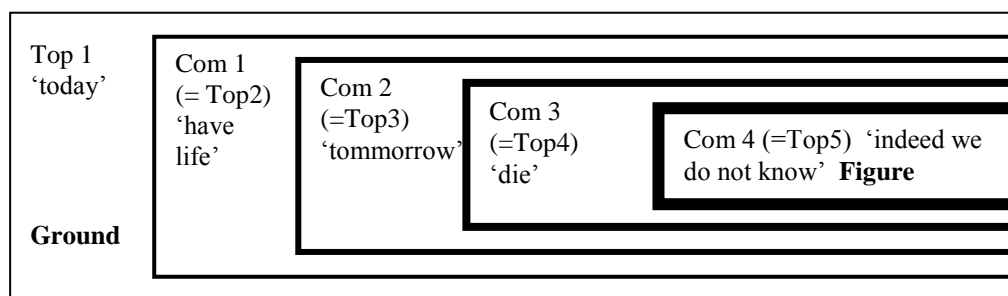 Top 1
‘today’
Ground
Com 1
(= Top2)
‘have
life’
Com 2
(=Top3)
‘tommorrow’
Com 3
(=Top4)
‘die’
Com 4 (=Top5) ‘indeed we
do not know’ Figure